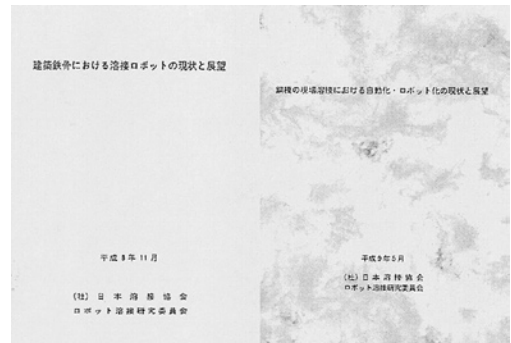 建築鉄骨における溶接ロボットの現状と展望
平成9年11月
(社) 日本溶接協会
ロボット溶接研究委員会
鋼橋の現場溶接における自動化・ロボット化の現状と展望
平成9年5月
(社) 日本溶接協会
ロボット溶接研究委員会